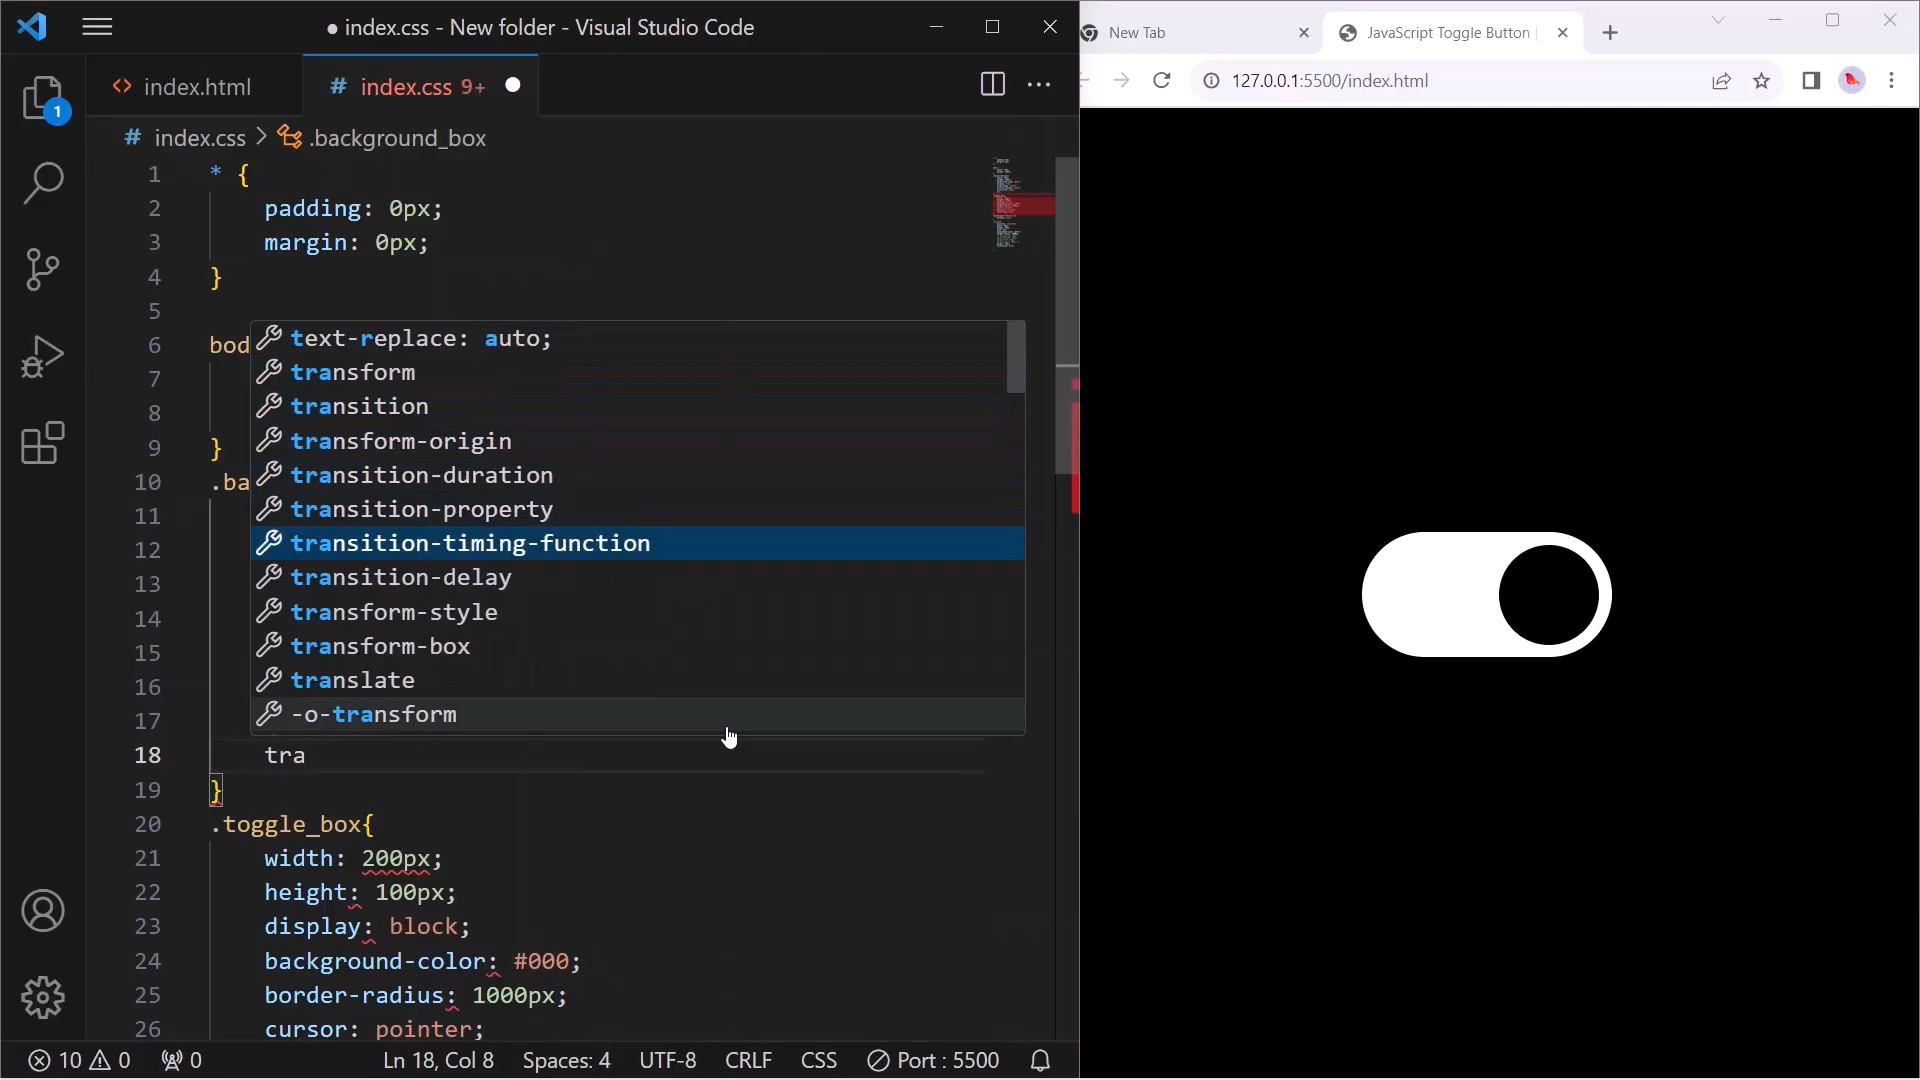 index.css - New folder - Visual Studio Code
New Tab
JavaScript Toggle Button
127.0.0.1:5500/index.html
1
index.html
# index.css 9+
# index.css > .background_box
1 * {
2 padding: 0px;
3 margin: 0px;
4 }
5
6 bod
7
8
9 }
10 .ba
11
12
13
14
15
16
17
text-replace: auto;
transform
transition
transform-origin
transition-duration
transition-property
transition-timing-function
transition-delay
transform-style
transform-box
translate
-o-transform
18 tra
19 }
20 .toggle_box{
21 width: 200px;
22 height: 100px;
23 display: block;
24 background-color: #000;
25 border-radius: 1000px;
26 cursor: pointer;
10 0 0 Ln 18, Col 8 Spaces: 4 UTF-8 CRLF CSS Port : 5500